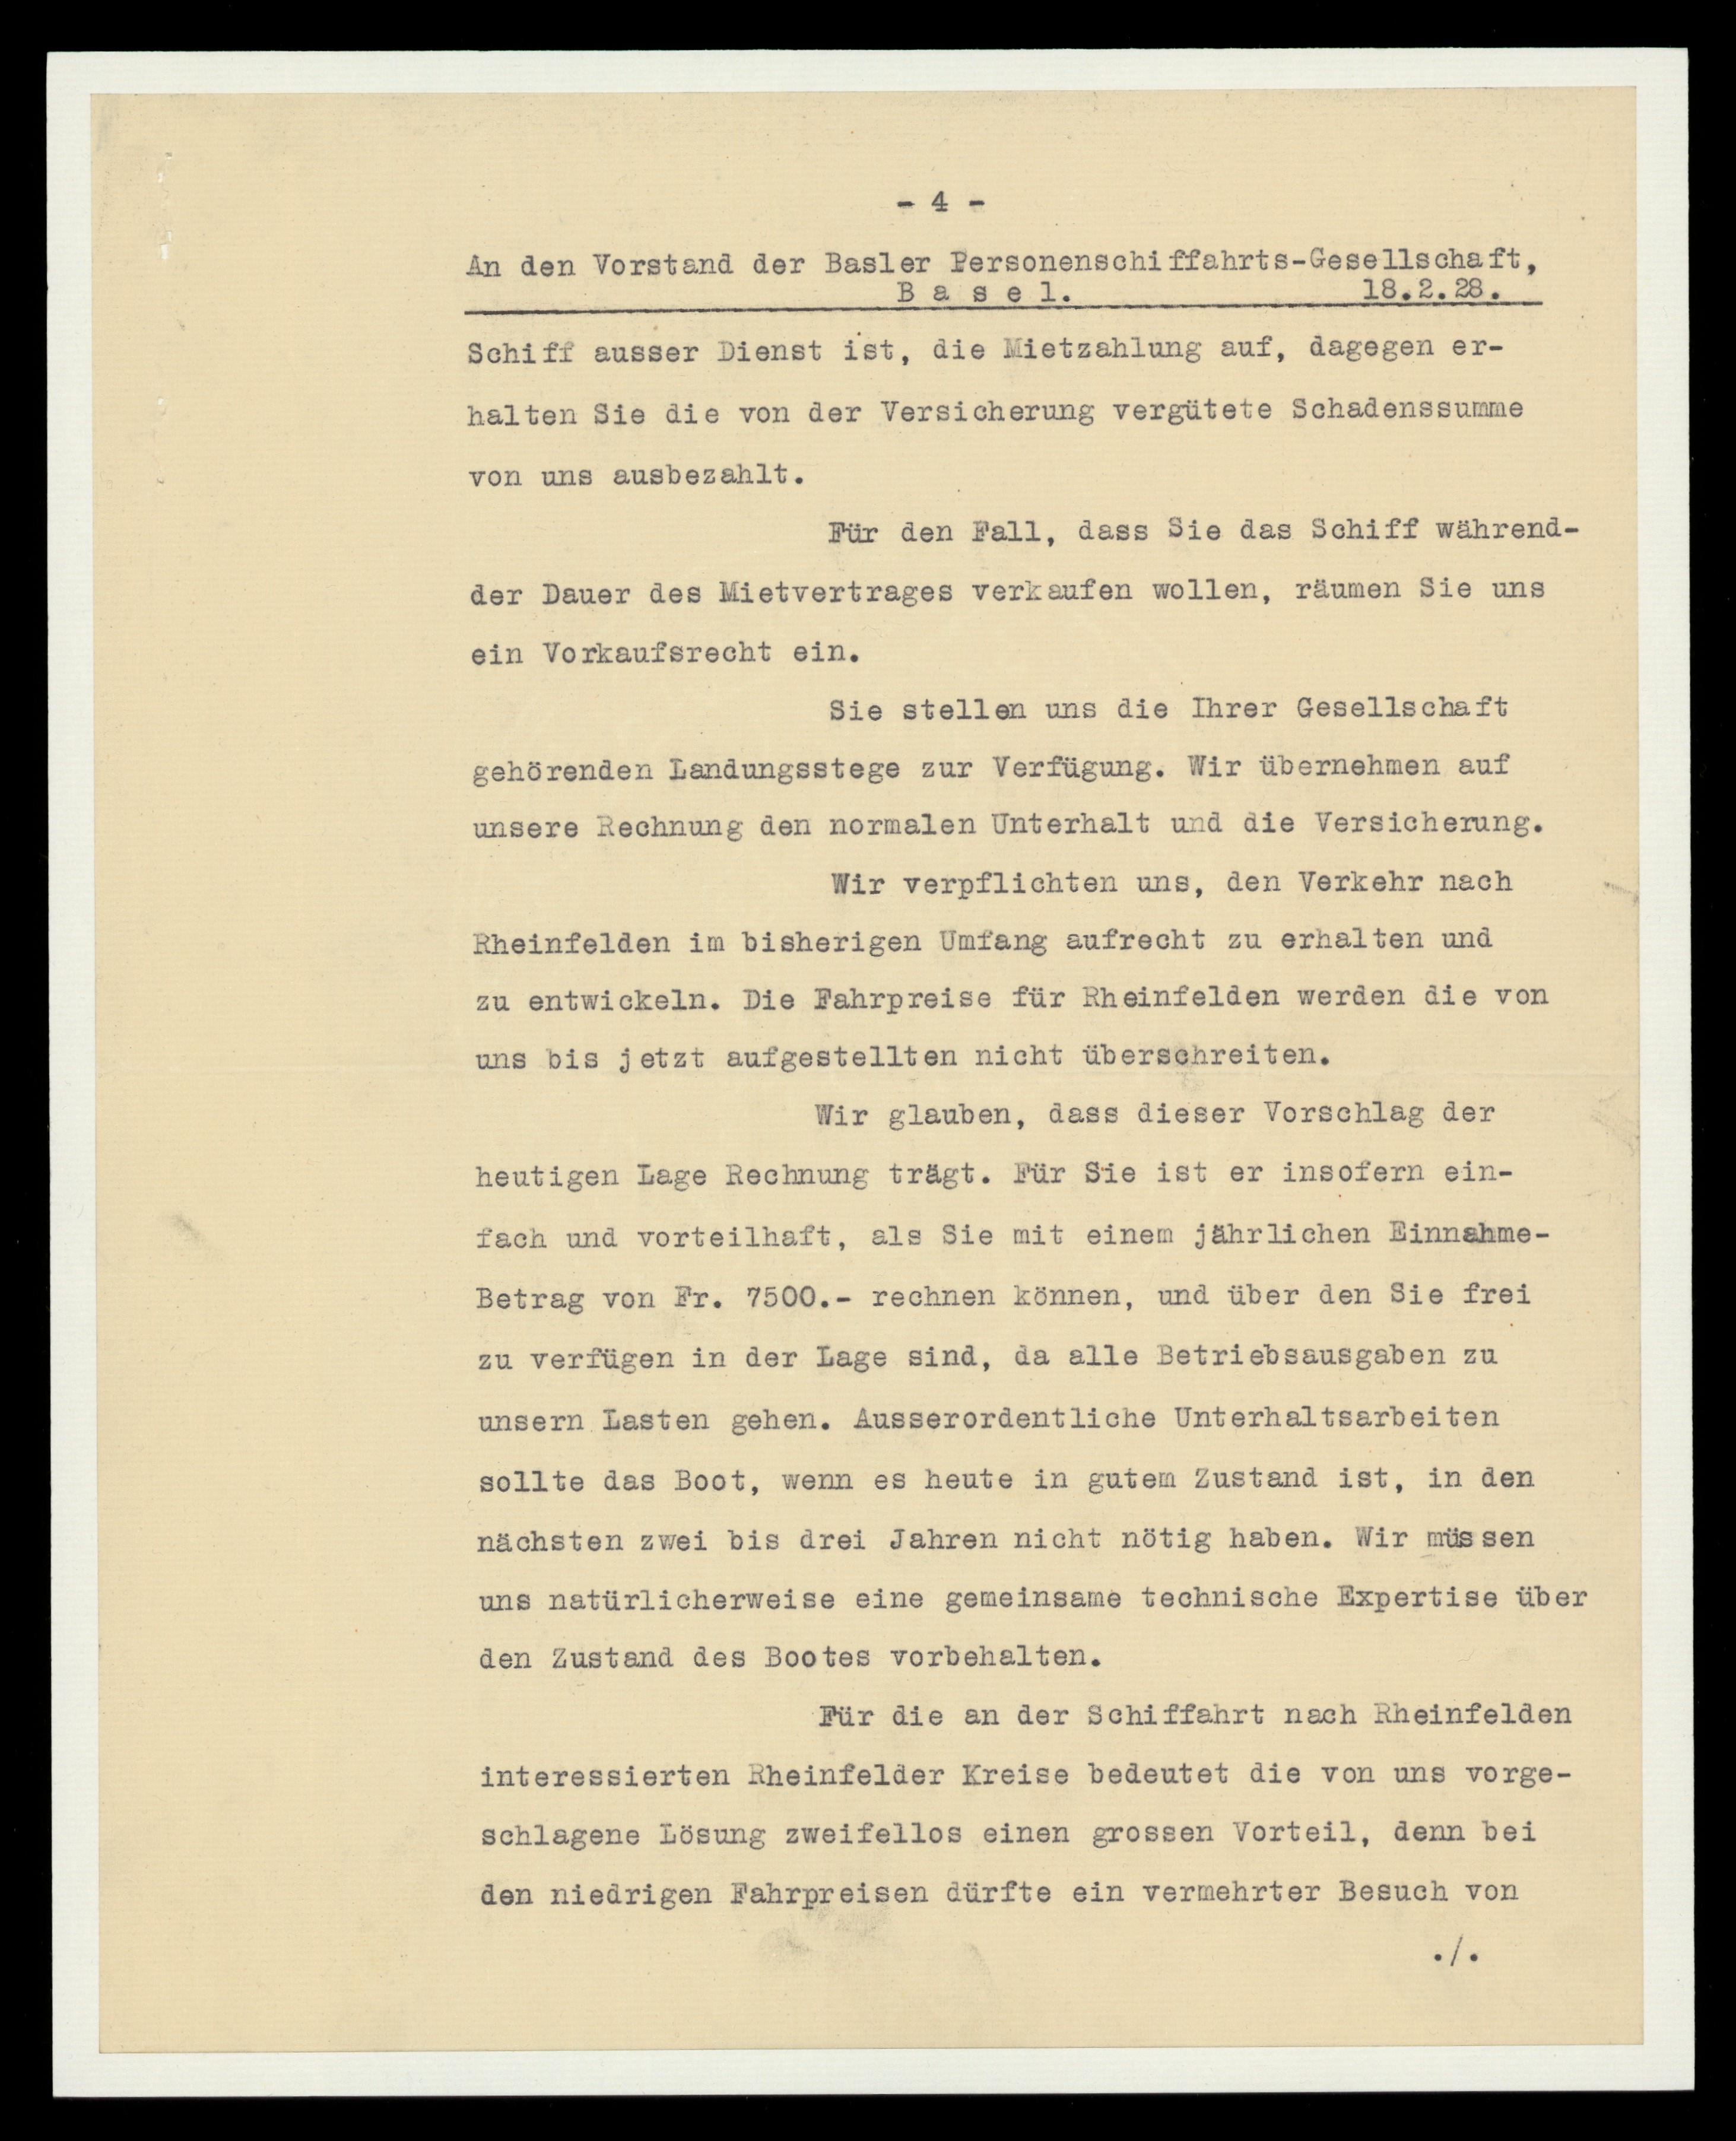 - 4 -
An den Vorstand der Basler Personenschiffahrts-Gesellschaft,
B a s e l. 18.2.28.
Schiff ausser Dienst ist, die Mietzahlung auf, dagegen er-
halten Sie die von der Versicherung vergütete Schadenssumme
von uns ausbezahlt.
Für den Fall, dass Sie das Schiff während-
der Dauer des Mietvertrages verkaufen wollen, räumen Sie uns
ein Vorkaufsrecht ein.
Sie stellen uns die Ihrer Gesellschaft
gehörenden Landungsstege zur Verfügung. Wir übernehmen auf
unsere Rechnung den normalen Unterhalt und die Versicherung.
Wir verpflichten uns, den Verkehr nach
Rheinfelden im bisherigen Umfang aufrecht zu erhalten und
zu entwickeln. Die Fahrpreise für Rheinfelden werden die von
uns bis jetzt aufgestellten nicht überschreiten.
Wir glauben, dass dieser Vorschlag der
heutigen Lage Rechnung trägt. Für Sie ist er insofern ein-
fach und vorteilhaft, als Sie mit einem jährlichen Einnahme-
Betrag von Fr. 7500.- rechnen können, und über den Sie frei
zu verfügen in der Lage sind, da alle Betriebsausgaben zu
unsern Lasten gehen. Ausserordentliche Unterhaltsarbeiten
sollte das Boot, wenn es heute in gutem Zustand ist, in den
nächsten zwei bis drei Jahren nicht nötig haben. Wir müssen
uns natürlicherweise eine gemeinsame technische Expertise über
den Zustand des Bootes vorbehalten.
Für die an der Schiffahrt nach Rheinfelden
interessierten Rheinfelder Kreise bedeutet die von uns vorge-
schlagene Lösung zweifellos einen grossen Vorteil, denn bei
den niedrigen Fahrpreisen dürfte ein vermehrter Besuch von
./.